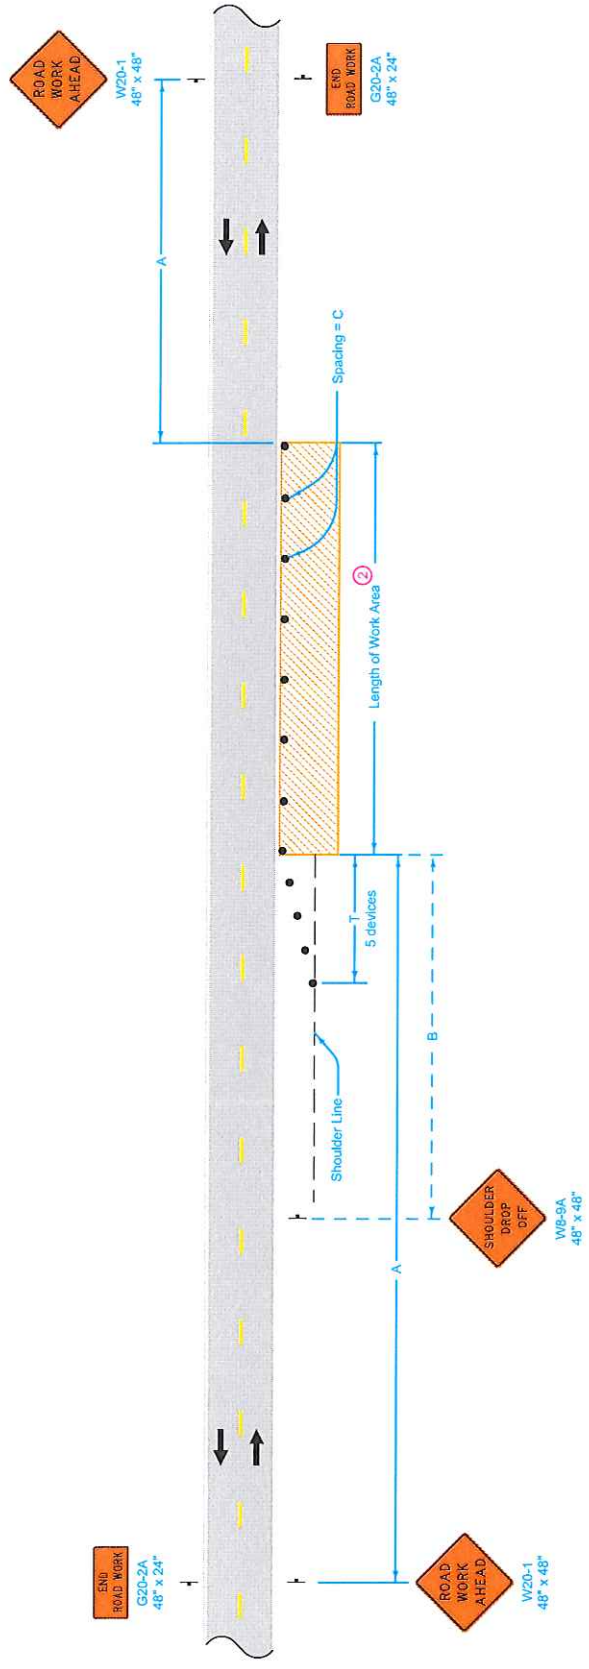 ROAD
WORK
AHEAD
W20-1
48" x 48"
A
END
ROAD WORK
G20-2A
48" x 24"
Spacing = C
Length of Work Area ②
T
5 devices
Shoulder Line
B
A
SHOULDER
DROP
OFF
W8-9A
48" x 48"
END
ROAD WORK
G20-2A
48" x 24"
ROAD
WORK
AHEAD
W20-1
48" x 48"